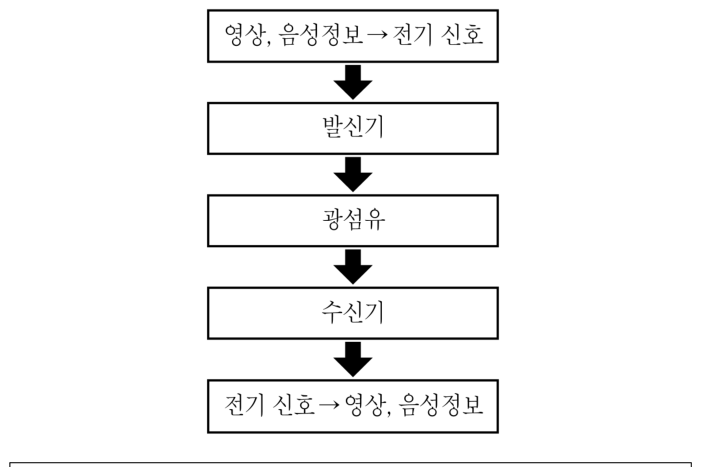 영상, 음성정보→전기 신호
발신기
광섬유
수신기
전기 신호→영상, 음성정보